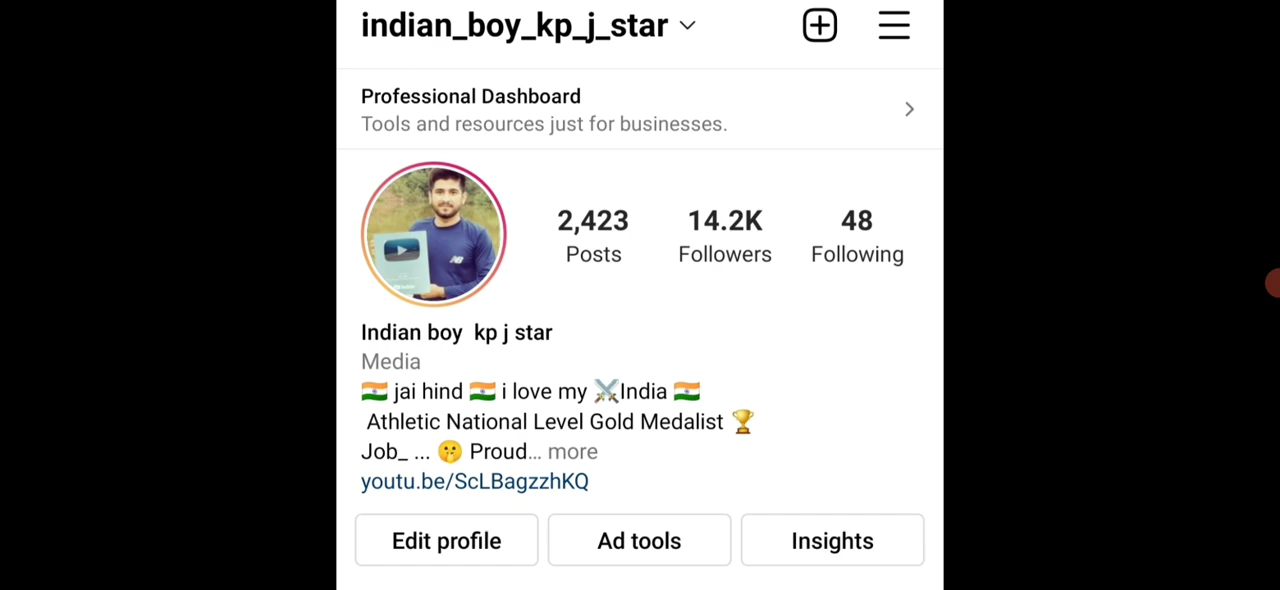 indian_boy_kp_j_star
Professional Dashboard
Tools and resources just for businesses.
2,423 14.2K 48
Posts Followers Following
Indian boy kp j star
Media
🇮🇳 jai hind 🇮🇳 i love my ⚔️India 🇮🇳
Athletic National Level Gold Medalist 🏆
Job_ ... 🤫 Proud... more
youtu.be/ScLBagzzhKQ
Edit profile Ad tools Insights